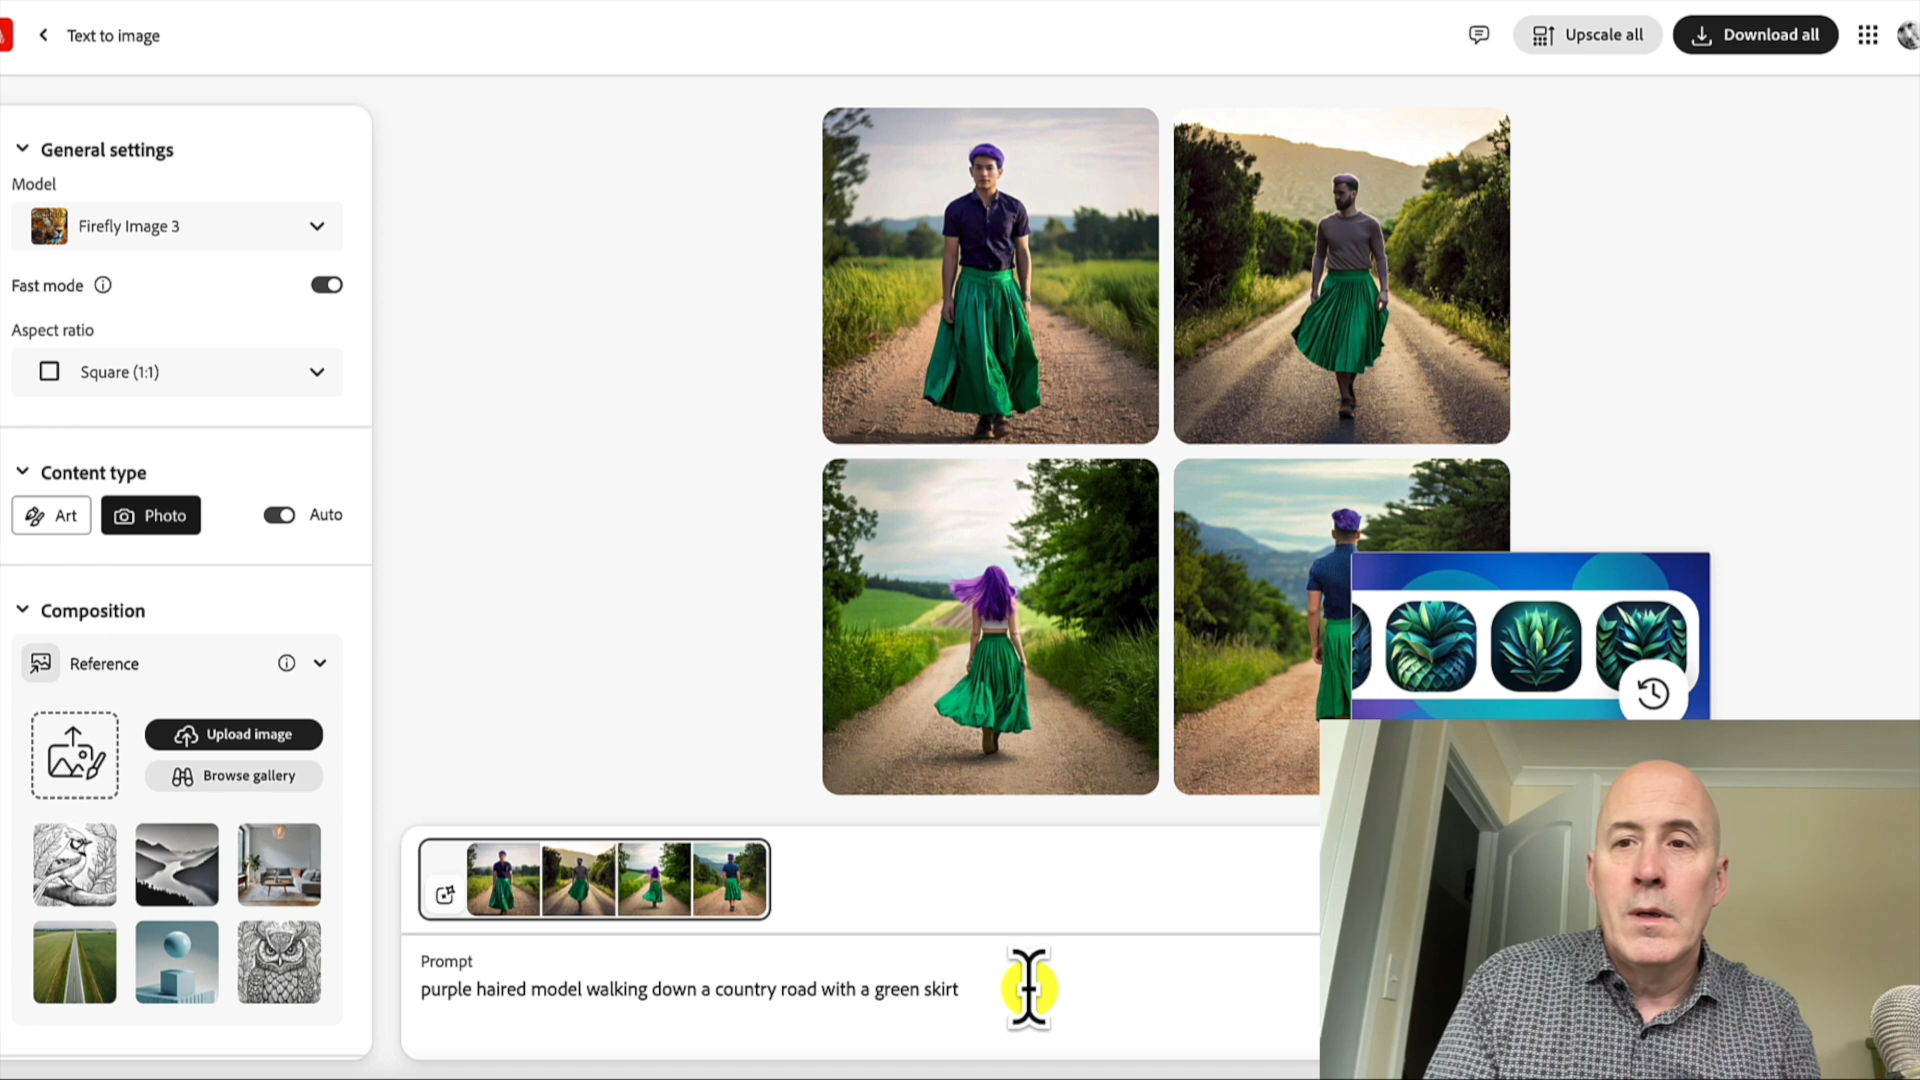 Text to image
Upscale all
Download all
General settings
Model
Firefly Image 3
Fast mode
Aspect ratio
Square (1:1)
Content type
Art
Photo
Auto
Composition
Reference
Upload image
Browse gallery
Prompt
purple haired model walking down a country road with a green skirt